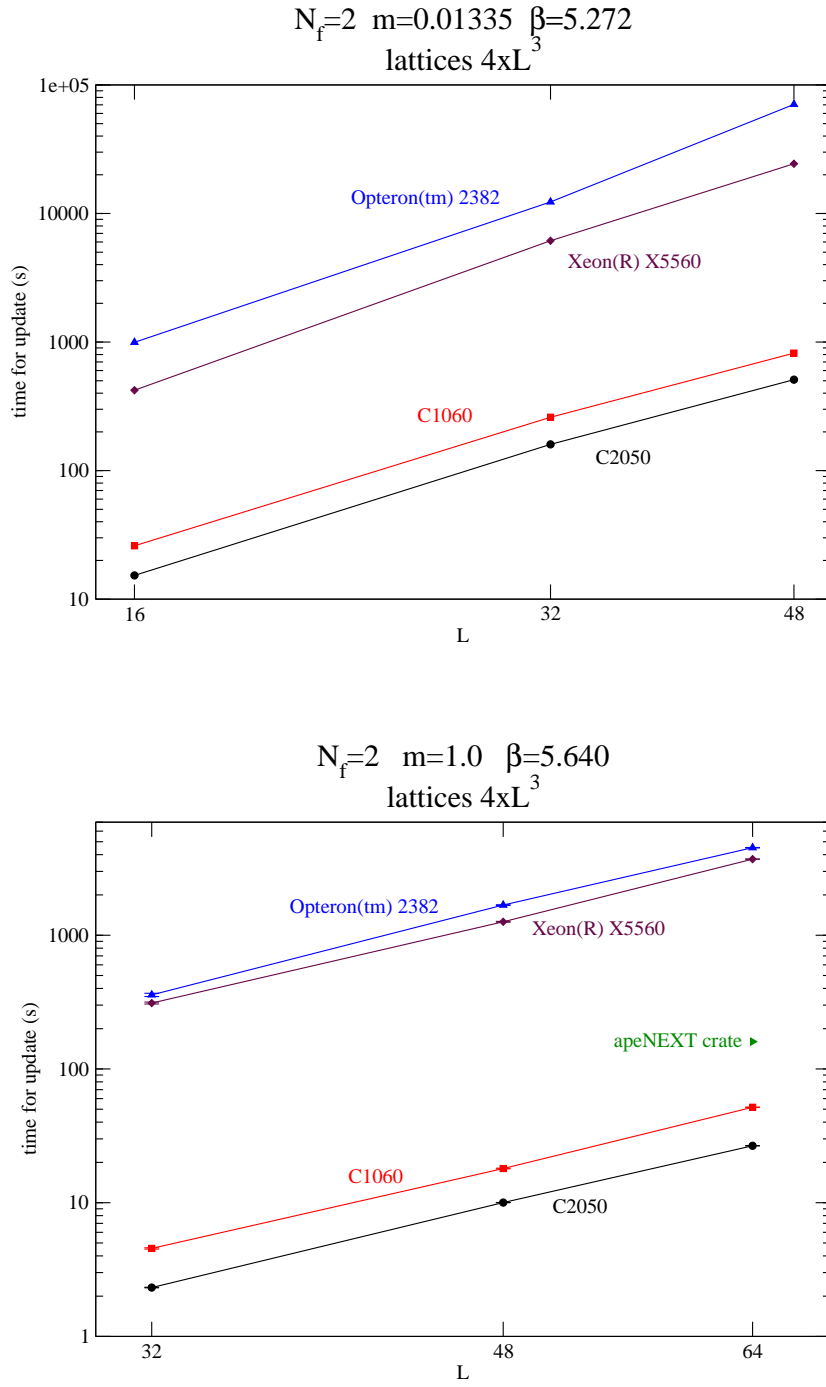 N_f=2 m=0.01335 β=5.272
lattices 4xL^3
1e+05
10000
1000
100
10
time for update (s)
Opteron(tm) 2382
Xeon(R) X5560
C1060
C2050
16
32
48
L
N_f=2 m=1.0 β=5.640
lattices 4xL^3
1000
100
10
1
time for update (s)
Opteron(tm) 2382
Xeon(R) X5560
apeNEXT crate
C1060
C2050
32
48
64
L